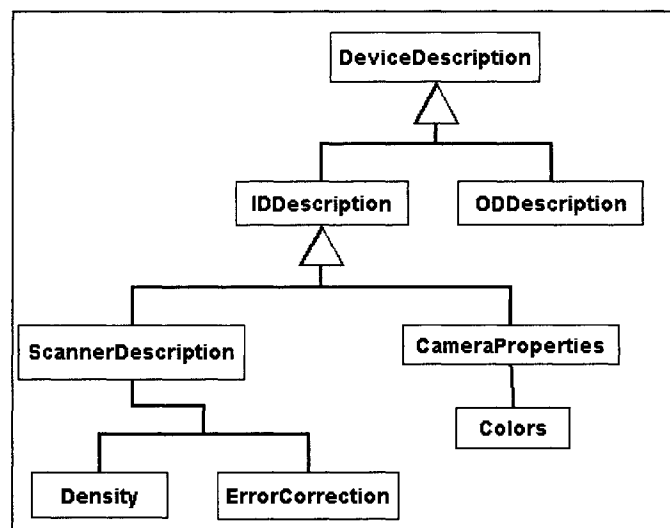 DeviceDescription
IDDescription
ODDescription
ScannerDescription
CameraProperties
Colors
Density
ErrorCorrection